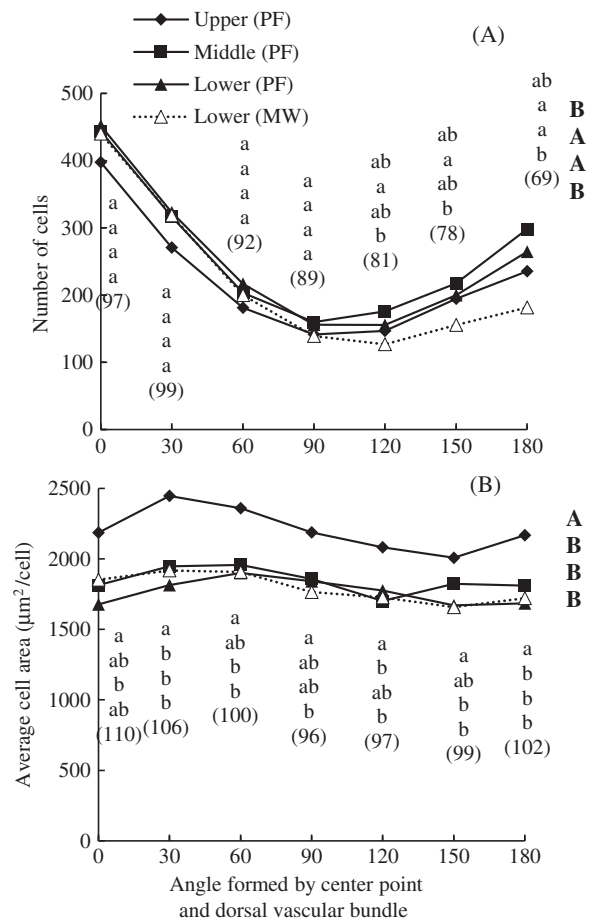 Upper (PF)
Middle (PF)
Lower (PF)
Lower (MW)
(A)
Number of cells
500
400
300
200
100
0
0 30 60 90 120 150 180
a
a
a
a
(97)
a
a
a
a
(99)
a
a
a
a
(92)
a
a
a
a
(89)
ab
a
ab
b
(81)
ab
a
ab
b
(78)
ab
a
a
b
(69)
B
A
A
B
(B)
Average cell area (μm²/cell)
2500
2000
1500
1000
500
0
0 30 60 90 120 150 180
a
ab
b
ab
(110)
a
b
b
b
(106)
a
ab
b
b
(100)
a
ab
ab
b
(96)
a
b
ab
b
(97)
a
ab
b
b
(99)
a
b
b
b
(102)
A
B
B
B
Angle formed by center point
and dorsal vascular bundle